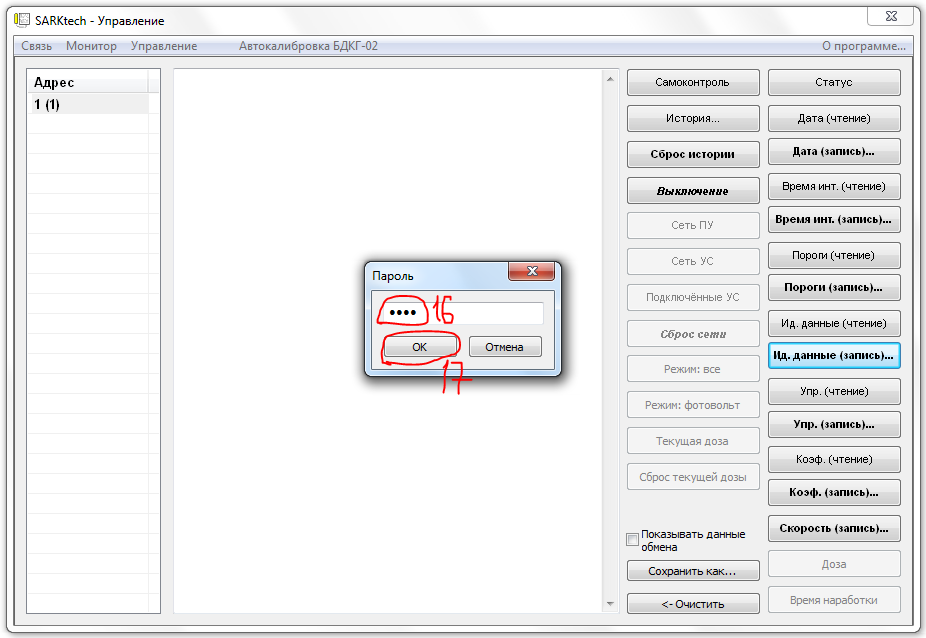 SARKtech - Управление
Связь Монитор Управление Автокалибровка БДКГ-02 О программе...
Адрес
1 (1)
Самоконтроль
История...
Сброс истории
Выключение
Сеть ПУ
Сеть УС
Подключённые УС
Сброс сети
Режим: все
Режим: фотовольт
Текущая доза
Сброс текущей дозы
Показывать данные
обмена
Сохранить как...
<- Очистить
Статус
Дата (чтение)
Дата (запись)...
Время инт. (чтение)
Время инт. (запись)...
Пороги (чтение)
Пороги (запись)...
Ид. данные (чтение)
Ид. данные (запись)...
Упр. (чтение)
Упр. (запись)...
Коэф. (чтение)
Коэф. (запись)...
Скорость (запись)...
Доза
Время наработки
Пароль
•••• 16
OK Отмена
17